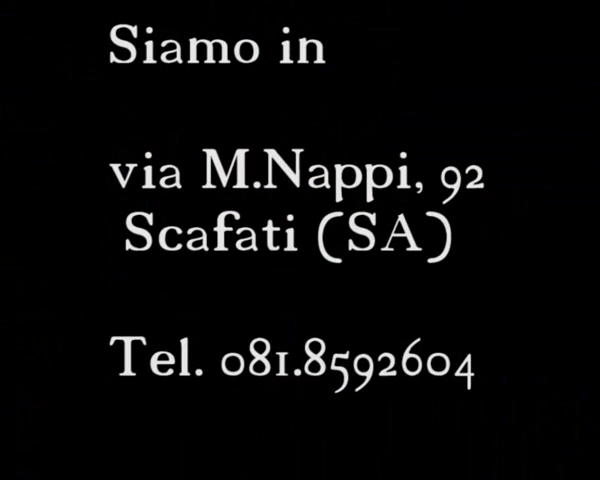 Siamo in
via M.Nappi, 92
Scafati (SA)
Tel. 081.8592604